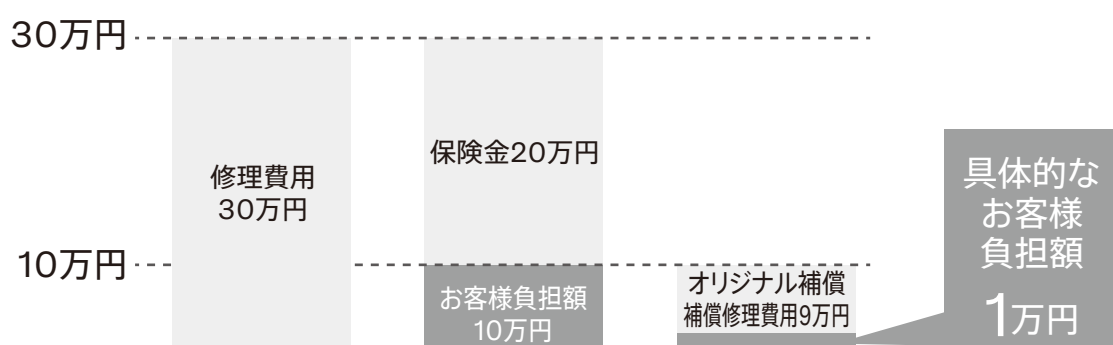 30万円
修理費用
30万円
保険金20万円
10万円
お客様負担額
10万円
オリジナル補償
補償修理費用9万円
具体的な
お客様
負担額
1万円